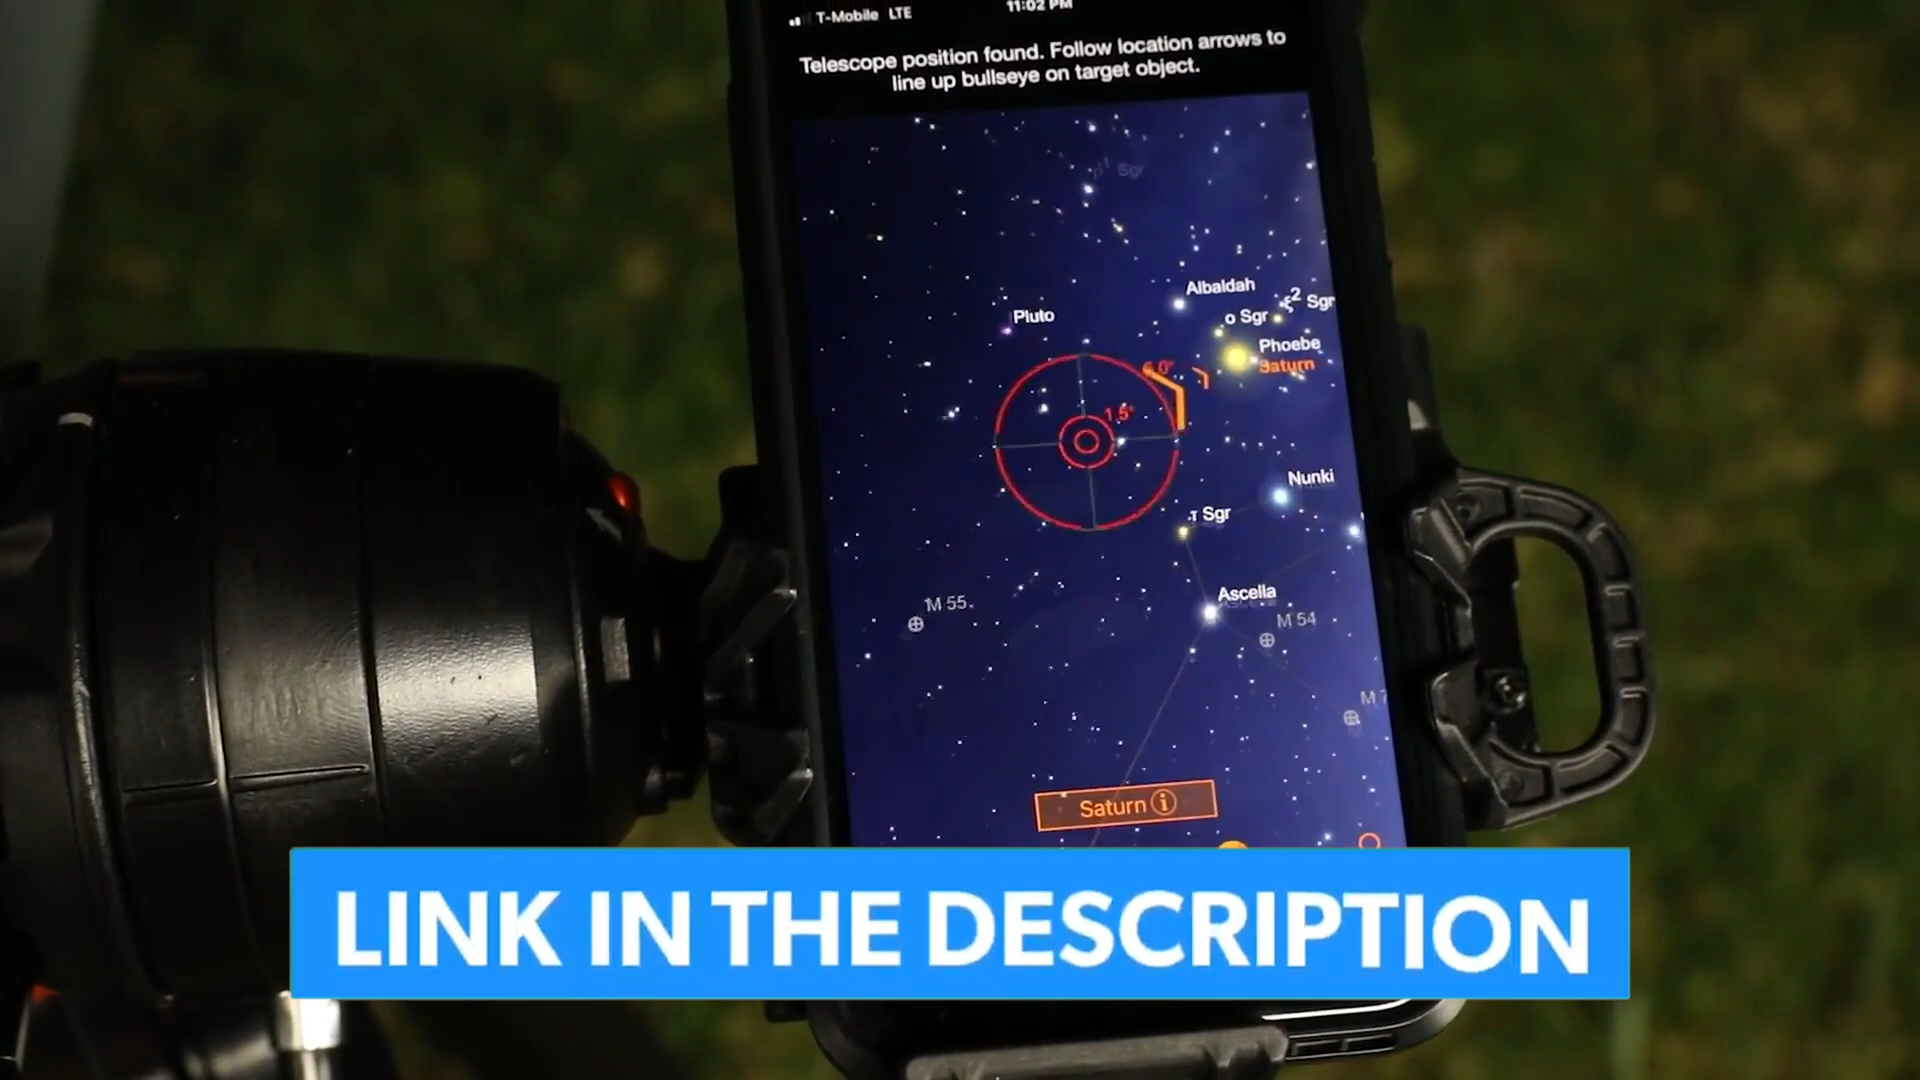 T-Mobile LTE
11:02 PM
Telescope position found. Follow location arrows to
line up bullseye on target object.
Sgr
Albaldah
ξ2 Sgr
Pluto
ο Sgr
Phoebe
Saturn
6.0°
1.5°
Nunki
τ Sgr
Ascella
M 55
M 54
M 7
Saturn
LINK IN THE DESCRIPTION